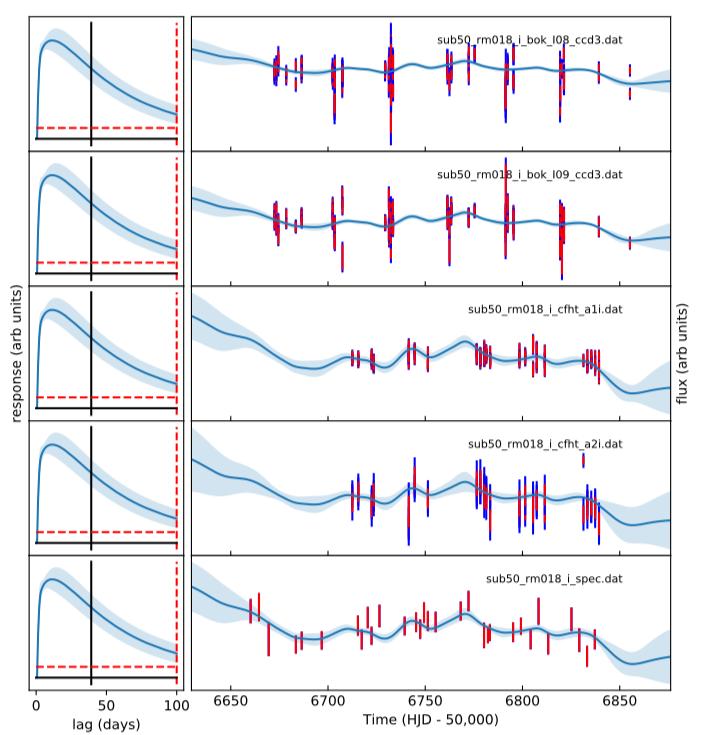 sub50_rm018_i_bok_l08_ccd3.dat
sub50_rm018_i_bok_l09_ccd3.dat
sub50_rm018_i_cfht_a1i.dat
sub50_rm018_i_cfht_a2i.dat
sub50_rm018_i_spec.dat
response (arb units)
flux (arb units)
0 50 100
lag (days)
6650 6700 6750 6800 6850
Time (HJD - 50,000)